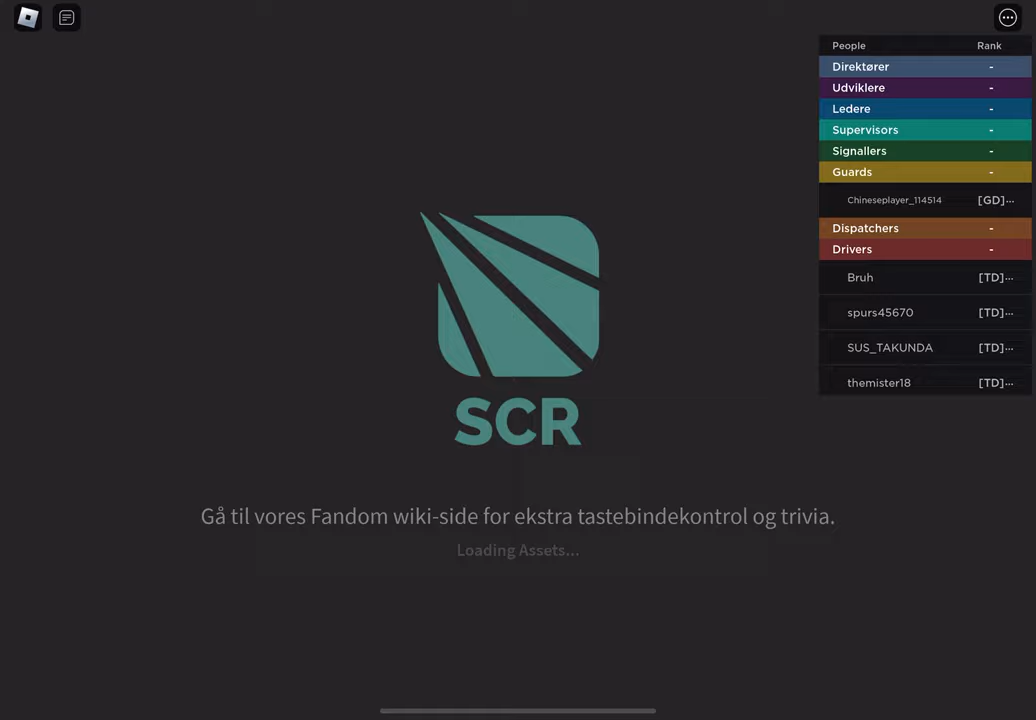 People Rank
Direktører -
Udviklere -
Ledere -
Supervisors -
Signallers -
Guards -
Chineseplayer_114514 [GD]...
Dispatchers -
Drivers -
Bruh [TD]...
spurs45670 [TD]...
SUS_TAKUNDA [TD]...
themister18 [TD]...
SCR
Gå til vores Fandom wiki-side for ekstra tastebindekontrol og trivia.
Loading Assets...